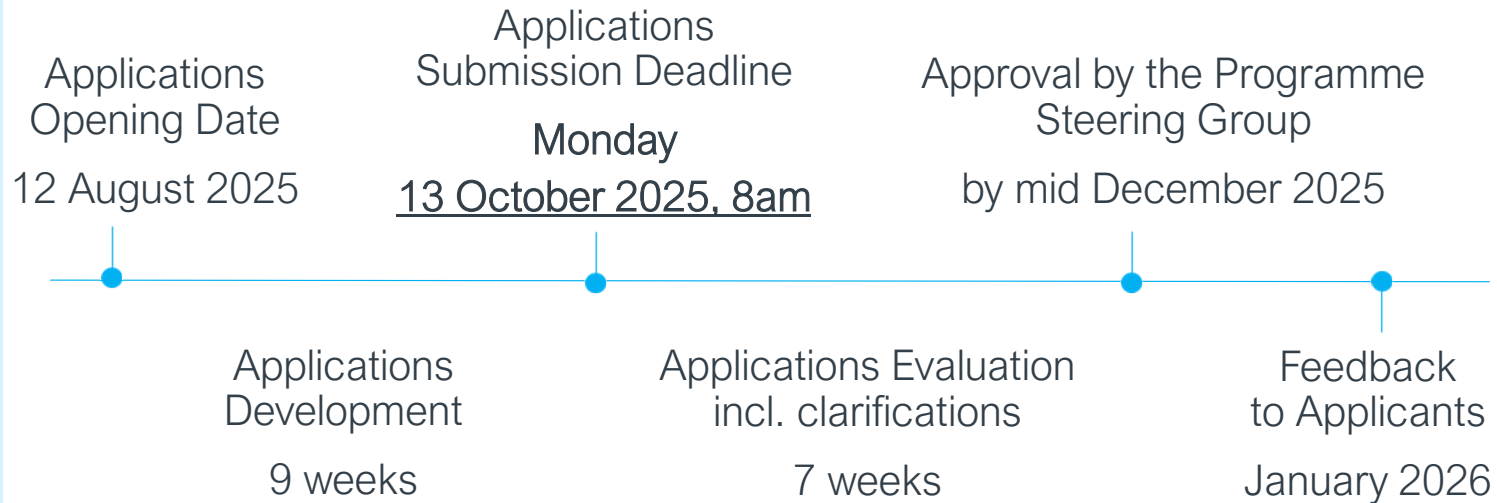 Applications
Opening Date
12 August 2025
Applications
Submission Deadline
Monday
13 October 2025, 8am
Approval by the Programme
Steering Group
by mid December 2025
Applications
Development
9 weeks
Applications Evaluation
incl. clarifications
7 weeks
Feedback
to Applicants
January 2026